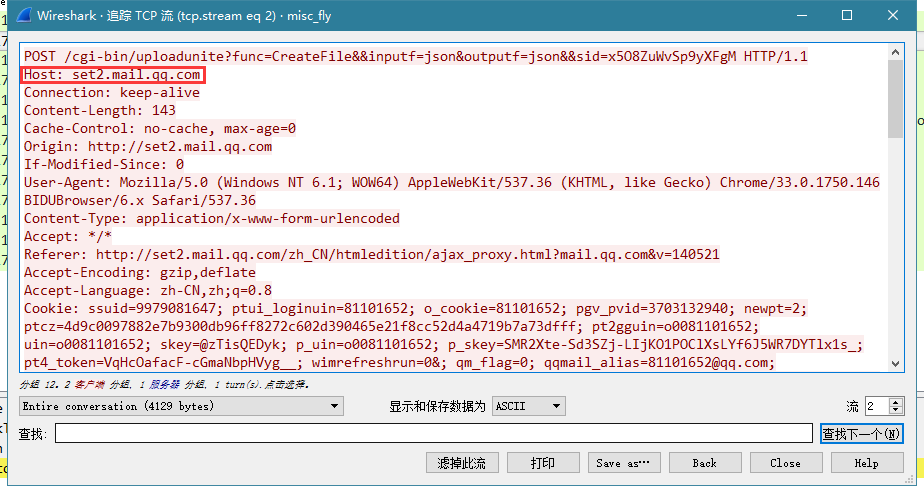 Wireshark · 追踪 TCP 流 (tcp.stream eq 2) · misc_fly
POST /cgi-bin/uploadunite?func=CreateFile&&inputf=json&outputf=json&&sid=x5O8ZuWvSp9yXFgM HTTP/1.1
Host: set2.mail.qq.com
Connection: keep-alive
Content-Length: 143
Cache-Control: no-cache, max-age=0
Origin: http://set2.mail.qq.com
If-Modified-Since: 0
User-Agent: Mozilla/5.0 (Windows NT 6.1; WOW64) AppleWebKit/537.36 (KHTML, like Gecko) Chrome/33.0.1750.146
BIDUBrowser/6.x Safari/537.36
Content-Type: application/x-www-form-urlencoded
Accept: */*
Referer: http://set2.mail.qq.com/zh_CN/htmledition/ajax_proxy.html?mail.qq.com&v=140521
Accept-Encoding: gzip,deflate
Accept-Language: zh-CN,zh;q=0.8
Cookie: ssuid=9979081647; ptui_loginuin=81101652; o_cookie=81101652; pgv_pvid=3703132940; newpt=2;
ptcz=4d9c0097882e7b9300db96ff8272c602d390465e21f8cc52d4a4719b7a73dfff; pt2gguin=o0081101652;
uin=o0081101652; skey=@zTisQEDyk; p_uin=o0081101652; p_skey=SMR2Xte-Sd3SZj-LIjKO1POClXsLYf6J5WR7DYTlx1s_;
pt4_token=VqHcOafacF-cGmaNbpHVyg__; wimrefreshrun=0&; qm_flag=0; qqmail_alias=81101652@qq.com;
分组 12. 2 客户端 分组, 1 服务器 分组, 1 turn(s).点击选择。
Entire conversation (4129 bytes)
显示和保存数据为 ASCII
流 2
查找:
查找下一个(N)
滤掉此流 打印 Save as… Back Close Help